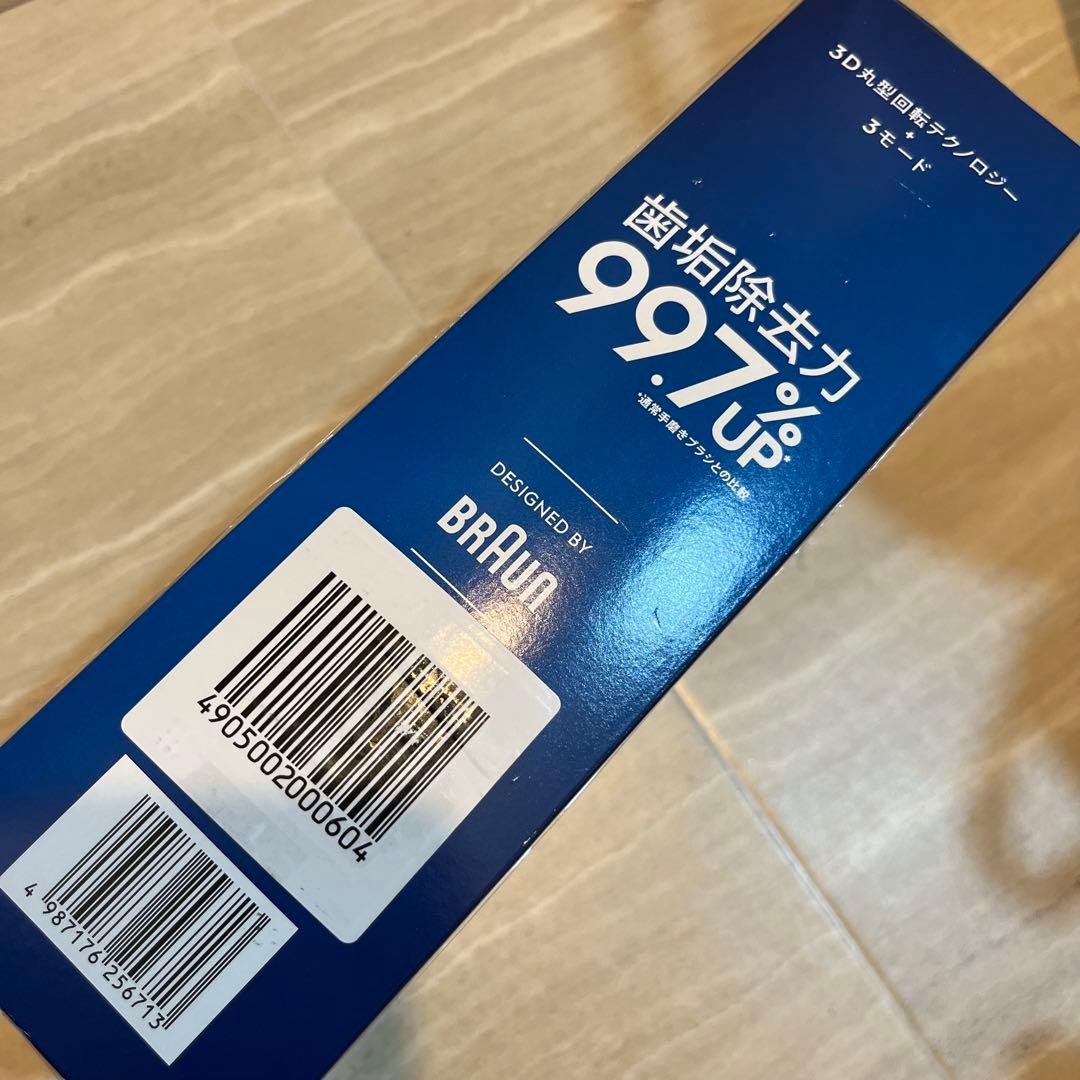 3D丸型回転テクノロジー
+
3モード
歯垢除去力
99.7%UP*
*通常手磨きブラシとの比較
DESIGNED BY
BRAUN
4905002000604
4 987176 256713